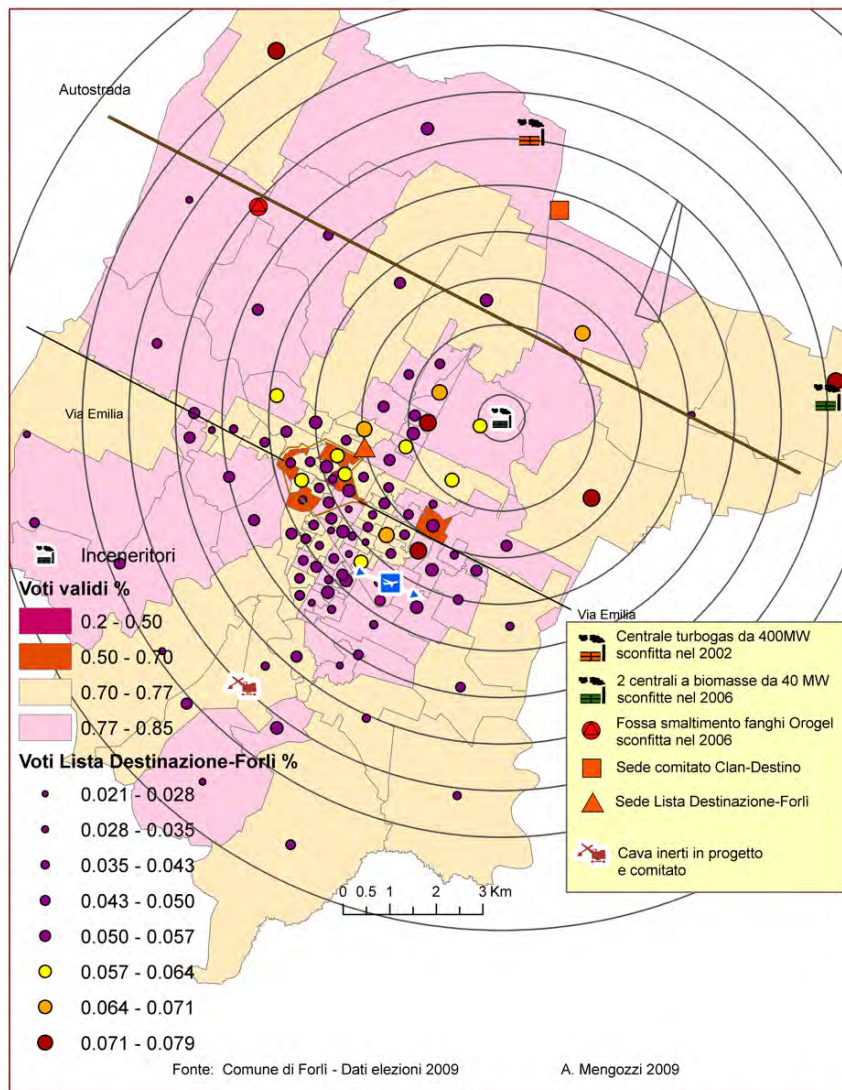 Autostrada
Via Emilia
Via Emilia
Inceneritori
Voti validi %
0.2 - 0.50
0.50 - 0.70
0.70 - 0.77
0.77 - 0.85
Voti Lista Destinazione-Forlì %
0.021 - 0.028
0.028 - 0.035
0.035 - 0.043
0.043 - 0.050
0.050 - 0.057
0.057 - 0.064
0.064 - 0.071
0.071 - 0.079
0 0.5 1 2 3 Km
Centrale turbogas da 400MW
sconfitta nel 2002
2 centrali a biomasse da 40 MW
sconfitte nel 2006
Fossa smaltimento fanghi Orogel
sconfitta nel 2006
Sede comitato Clan-Destino
Sede Lista Destinazione-Forlì
Cava inerti in progetto
e comitato
Fonte: Comune di Forlì - Dati elezioni 2009 A. Mengozzi 2009